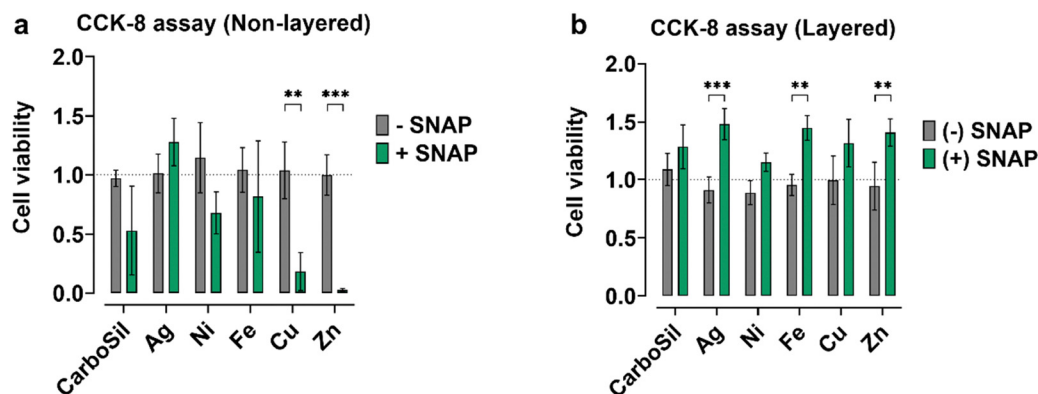 a
CCK-8 assay (Non-layered)
Cell viability
2.0
1.5
1.0
0.5
0.0
** ***
- SNAP
+ SNAP
CarboSil Ag Ni Fe Cu Zn
b
CCK-8 assay (Layered)
Cell viability
2.0
1.5
1.0
0.5
0.0
*** ** **
(-) SNAP
(+) SNAP
CarboSil Ag Ni Fe Cu Zn